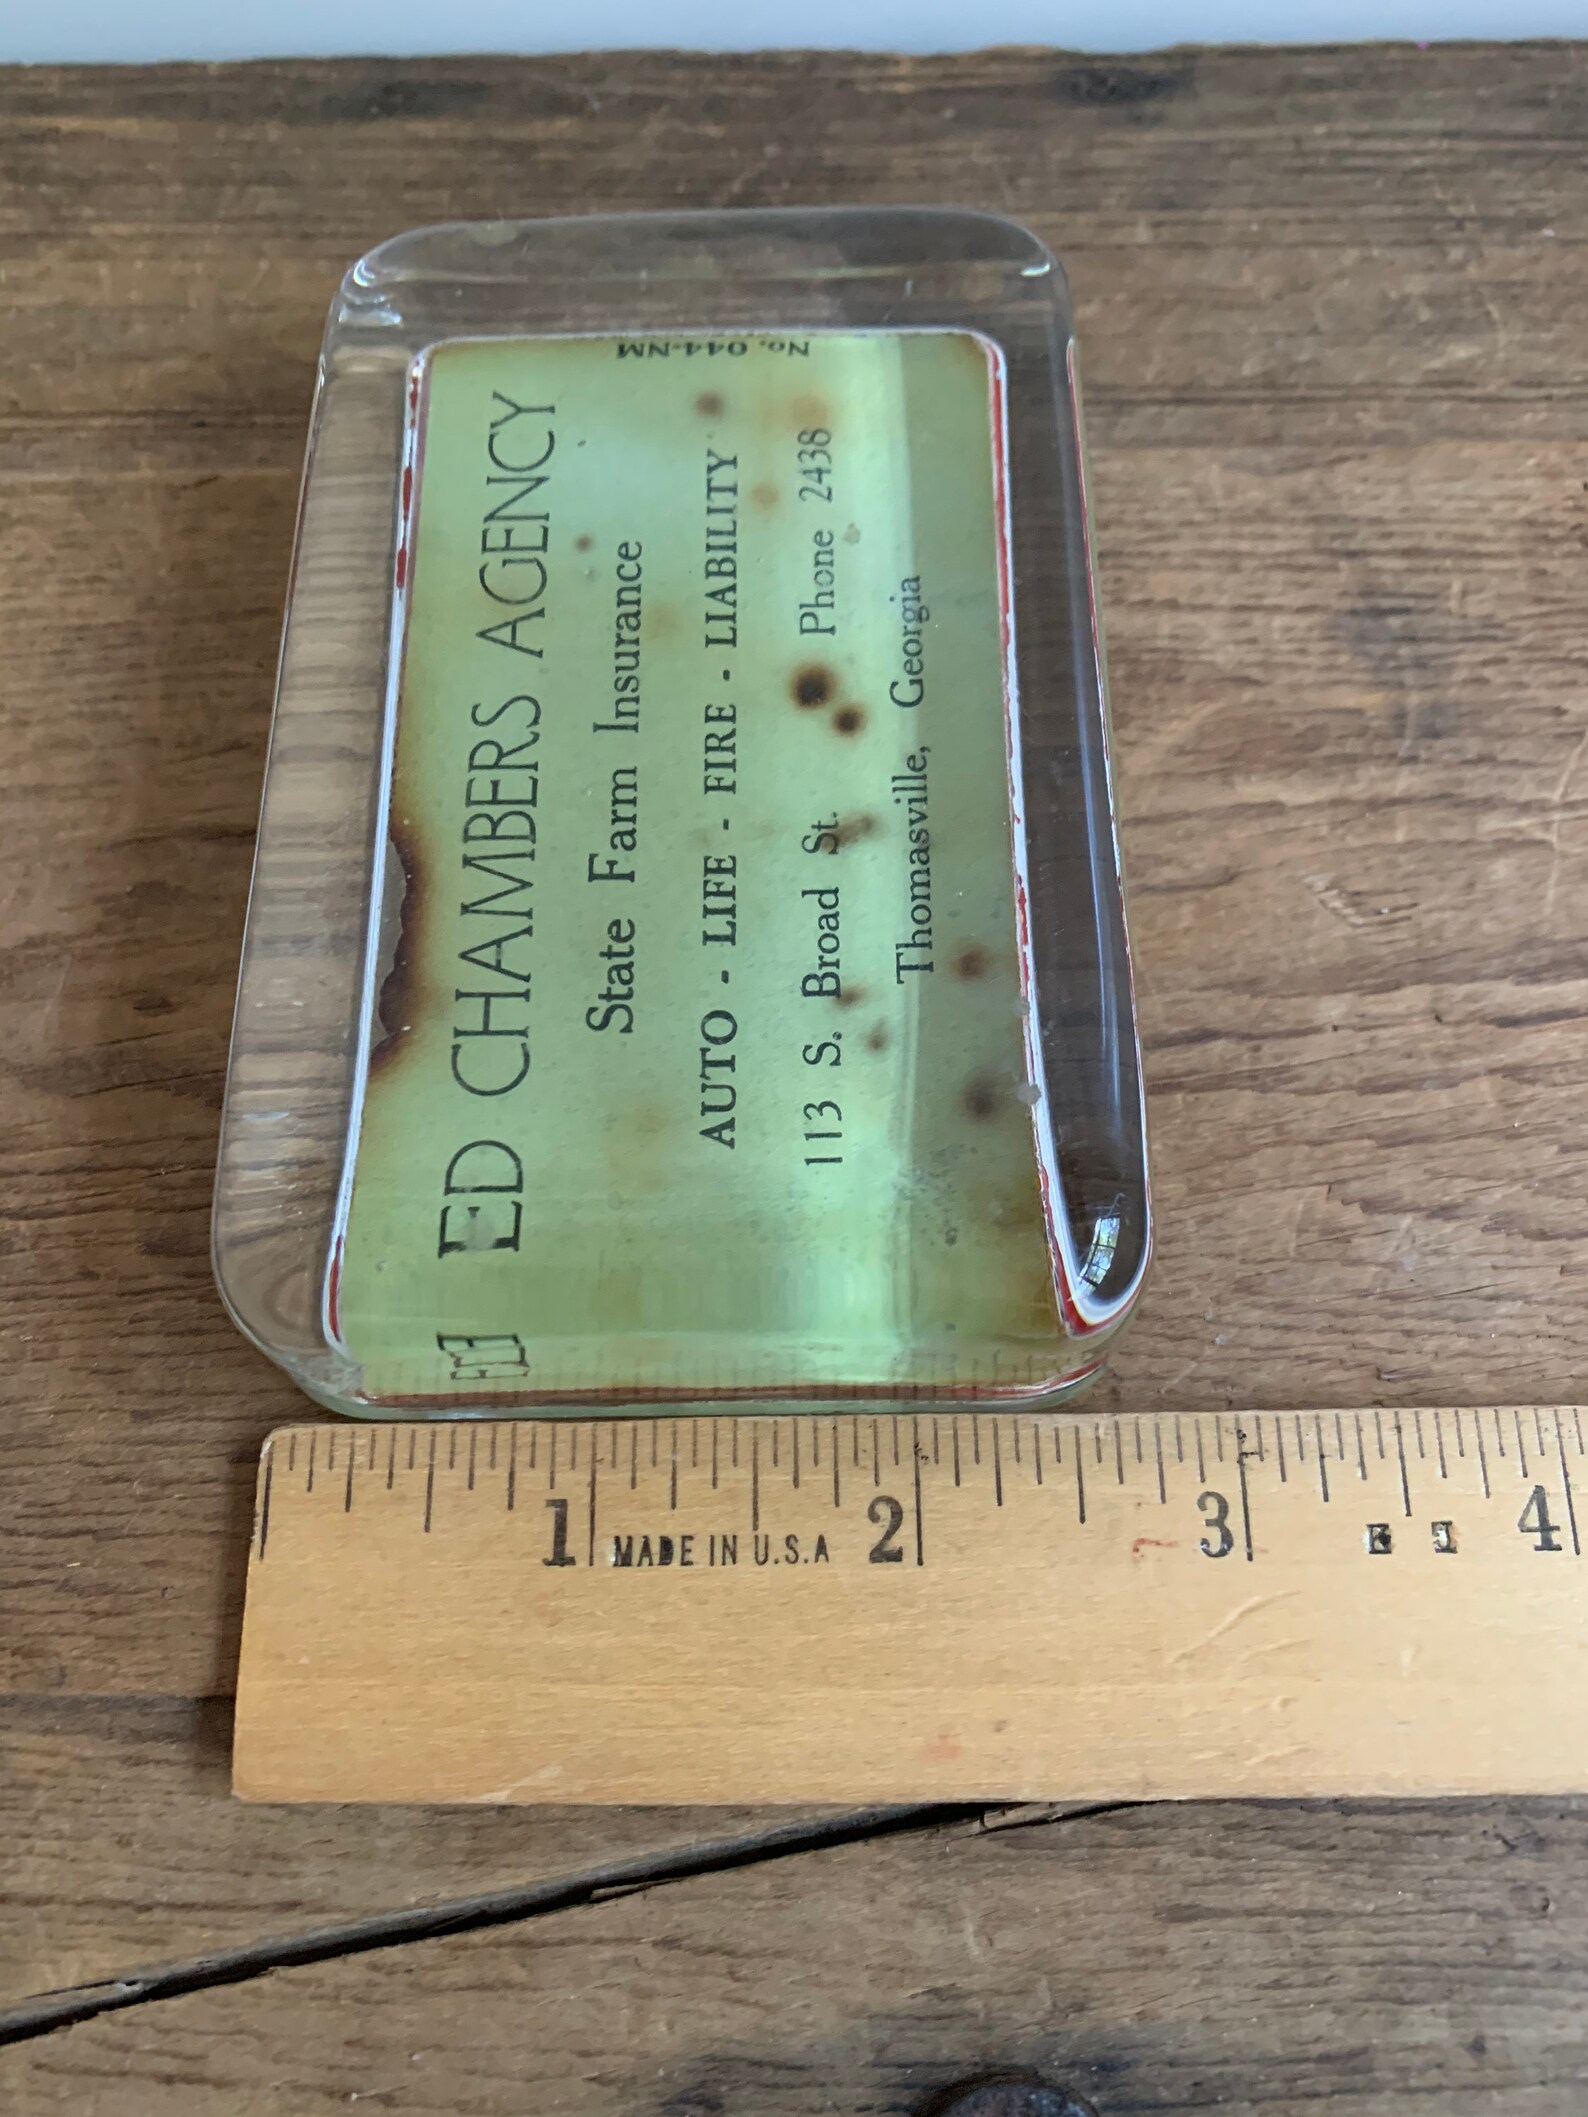 ED CHAMBERS AGENCY
State Farm Insurance
AUTO - LIFE - FIRE - LIABILITY
113 S. Broad St. Phone 2438
Thomasville, Georgia
No. 044-NM
1 2 3 4
MADE IN U.S.A